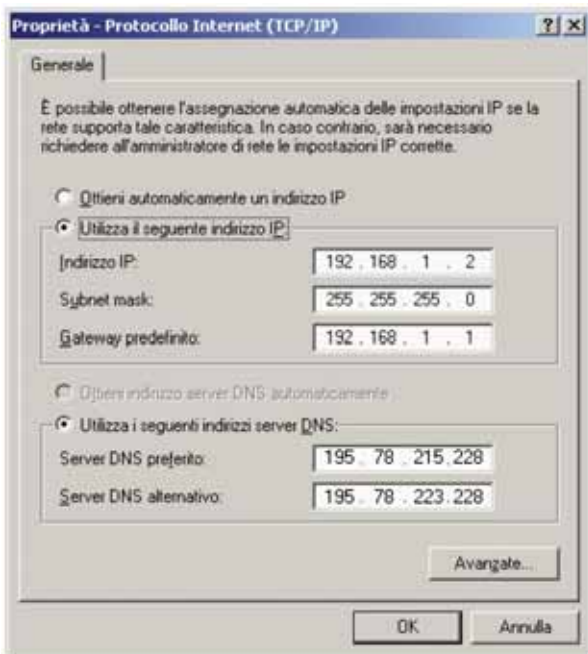 Proprietà - Protocollo Internet (TCP/IP)
Generale
È possibile ottenere l'assegnazione automatica delle impostazioni IP se la
rete supporta tale caratteristica. In caso contrario, sarà necessario
richiedere all'amministratore di rete le impostazioni IP corrette.
Ottieni automaticamente un indirizzo IP
Utilizza il seguente indirizzo IP:
Indirizzo IP: 192 . 168 . 1 . 2
Subnet mask: 255 . 255 . 255 . 0
Gateway predefinito: 192 . 168 . 1 . 1
Ottieni indirizzo server DNS automaticamente
Utilizza i seguenti indirizzi server DNS:
Server DNS preferito: 195 . 78 . 215 . 228
Server DNS alternativo: 195 . 78 . 223 . 228
Avanzate...
OK Annulla